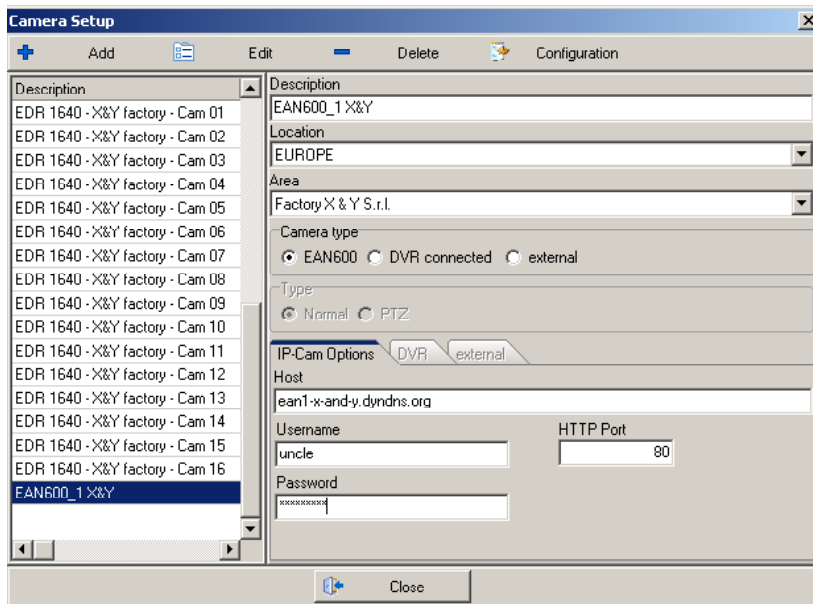 Camera Setup
Add Edit Delete Configuration
Description
EDR 1640 - X&Y factory - Cam 01
EDR 1640 - X&Y factory - Cam 02
EDR 1640 - X&Y factory - Cam 03
EDR 1640 - X&Y factory - Cam 04
EDR 1640 - X&Y factory - Cam 05
EDR 1640 - X&Y factory - Cam 06
EDR 1640 - X&Y factory - Cam 07
EDR 1640 - X&Y factory - Cam 08
EDR 1640 - X&Y factory - Cam 09
EDR 1640 - X&Y factory - Cam 10
EDR 1640 - X&Y factory - Cam 11
EDR 1640 - X&Y factory - Cam 12
EDR 1640 - X&Y factory - Cam 13
EDR 1640 - X&Y factory - Cam 14
EDR 1640 - X&Y factory - Cam 15
EDR 1640 - X&Y factory - Cam 16
EAN600_1 X&Y
Description
EAN600_1 X&Y
Location
EUROPE
Area
Factory X & Y S.r.l.
Camera type
EAN600 DVR connected external
Type
Normal PTZ
IP-Cam Options DVR external
Host
ean1-x-and-y.dyndns.org
Username HTTP Port
uncle 80
Password
*********
Close